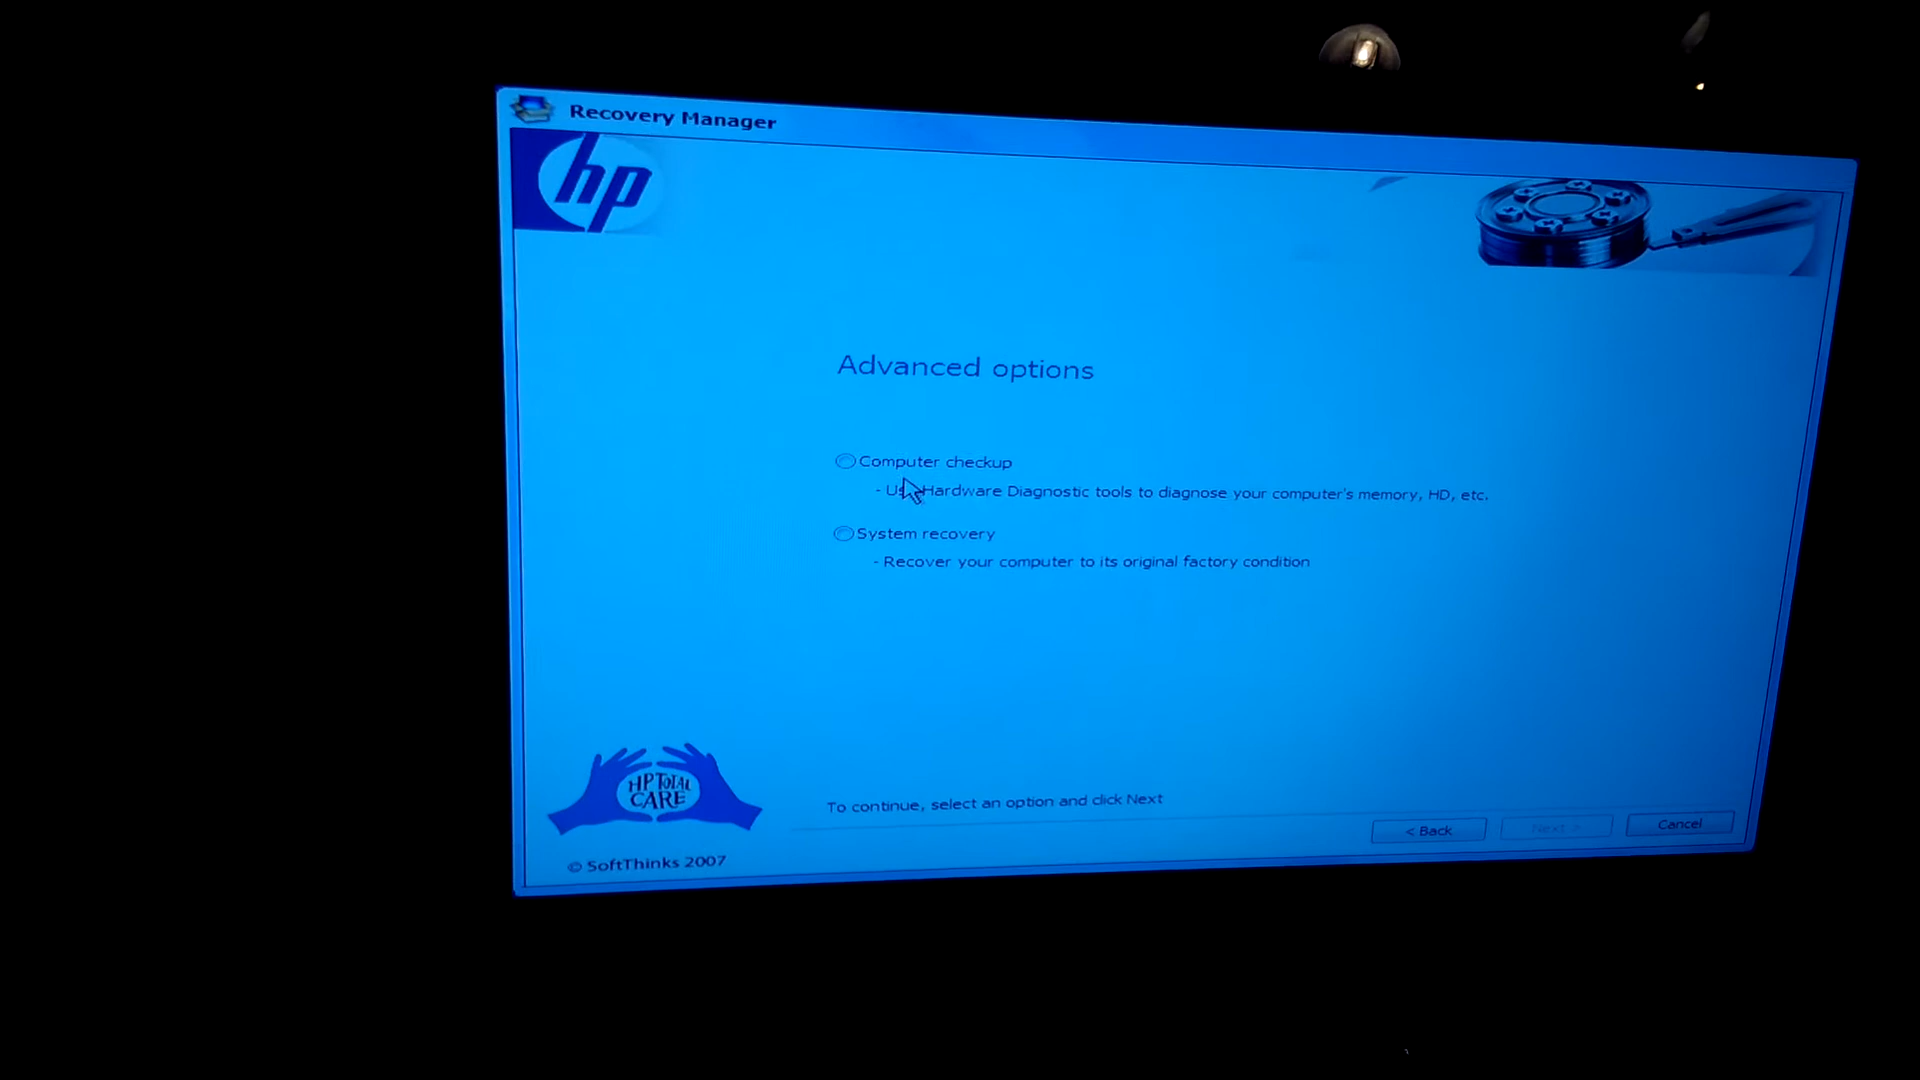 Recovery Manager
hp
Advanced options
Computer checkup
- Use Hardware Diagnostic tools to diagnose your computer's memory, HD, etc.
System recovery
- Recover your computer to its original factory condition
HP TOTAL
CARE
To continue, select an option and click Next
< Back
Next >
Cancel
© SoftThinks 2007